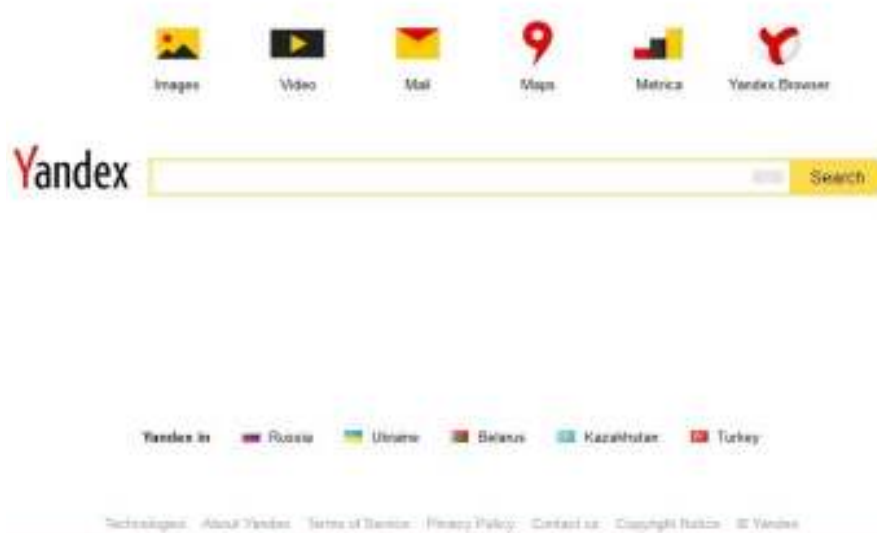 Images Video Mail Maps Metrica Yandex Browser
Yandex Search
Yandex in Russia Ukraine Belarus Kazakhstan Turkey
Technologies About Yandex Terms of Service Privacy Policy Contact us Copyright Notice © Yandex